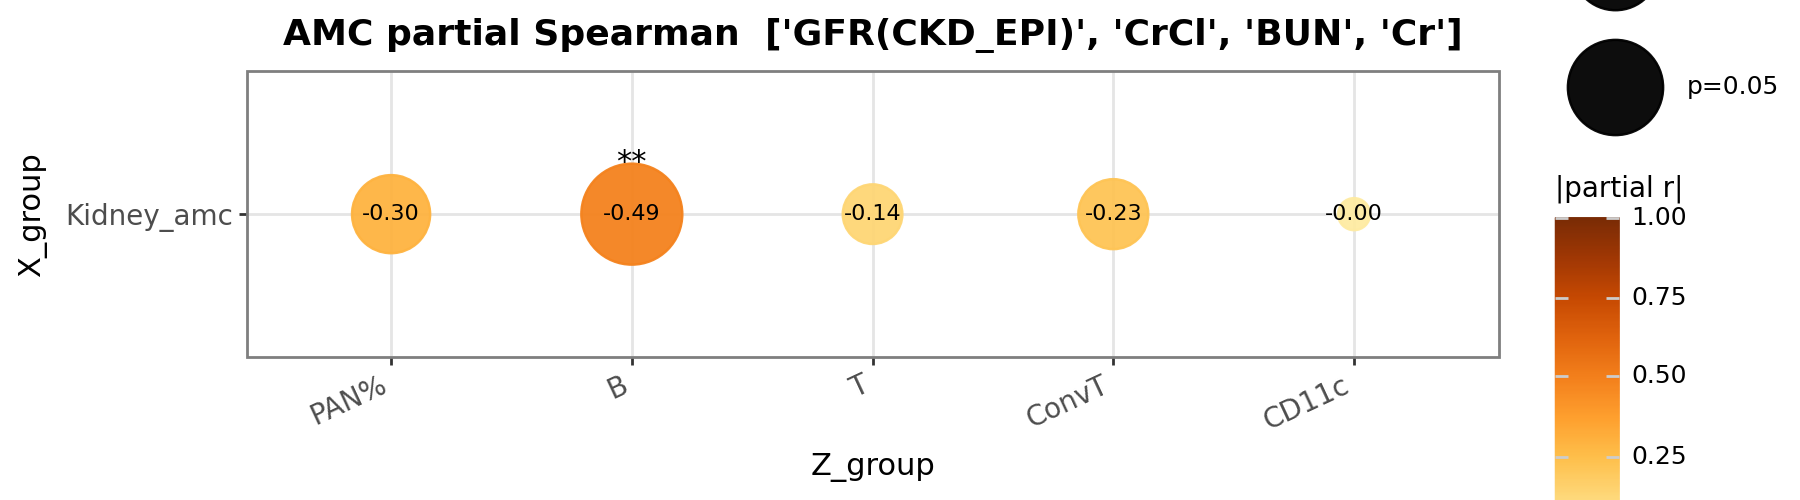 AMC partial Spearman  ['GFR(CKD_EPI)', 'CrCl', 'BUN', 'Cr']
p=0.05
X_group
Kidney_amc
**
-0.30
-0.49
-0.14
-0.23
-0.00
PAN%
B
T
ConvT
CD11c
Z_group
|partial r|
1.00
0.75
0.50
0.25